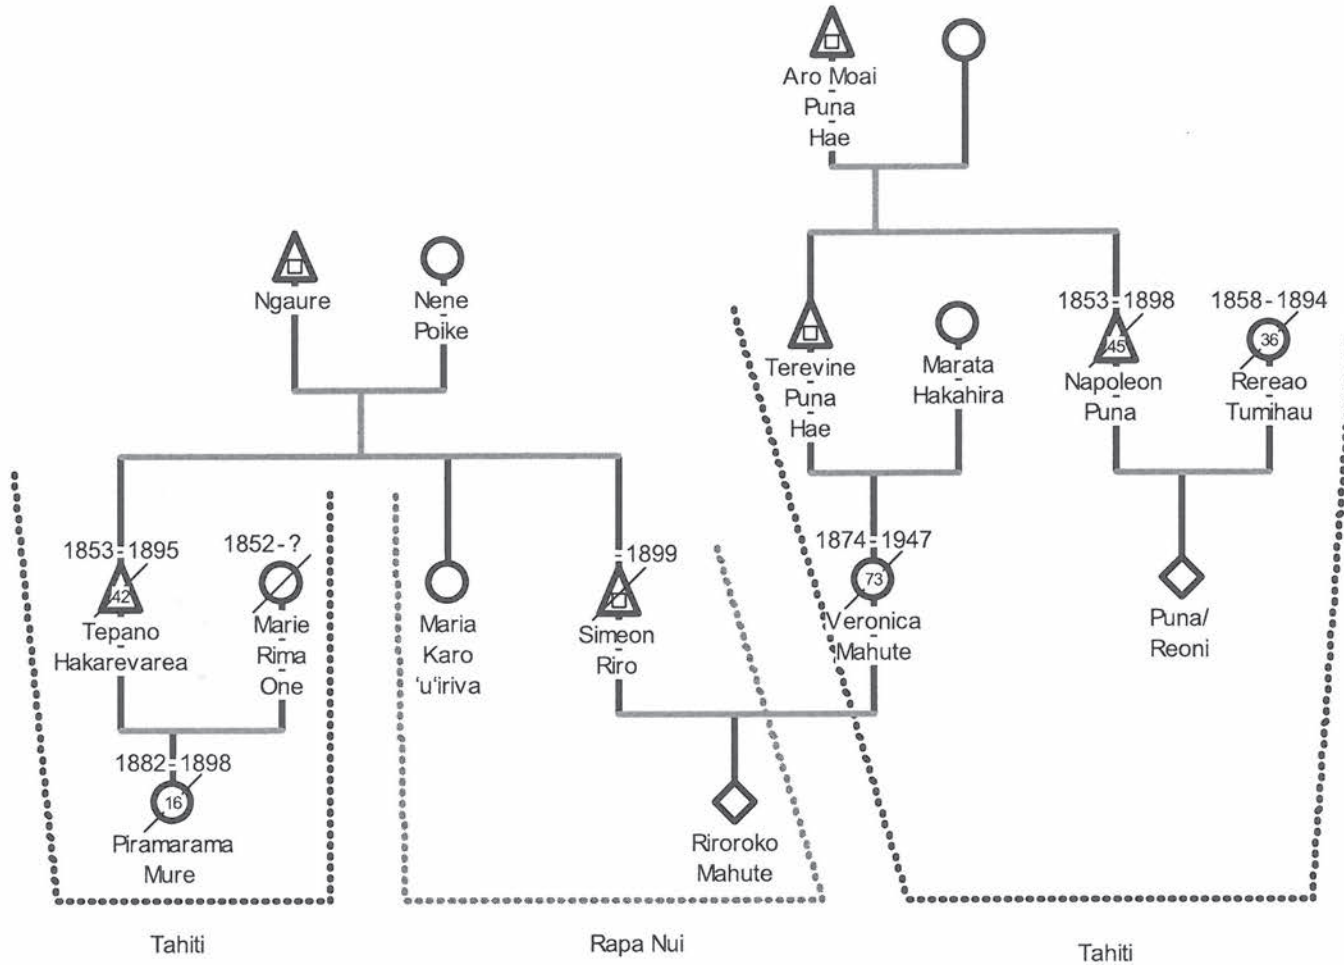 Aro Moai
Puna
Hae
Ngaure
Nene
Poike
Terevine
Puna
Hae
Marata
Hakahira
1853-1898
45
Napoleon
Puna
1858-1894
36
Rereao
Tumihau
1853-1895
42
Tepano
Hakarevarea
1852-?
Marie
Rima
One
Maria
Karo
'u'iriva
-1899
Simeon
Riro
1874-1947
73
Veronica
Mahute
Puna/
Reoni
1882-1898
16
Piramarama
Mure
Riroroko
Mahute
Tahiti
Rapa Nui
Tahiti